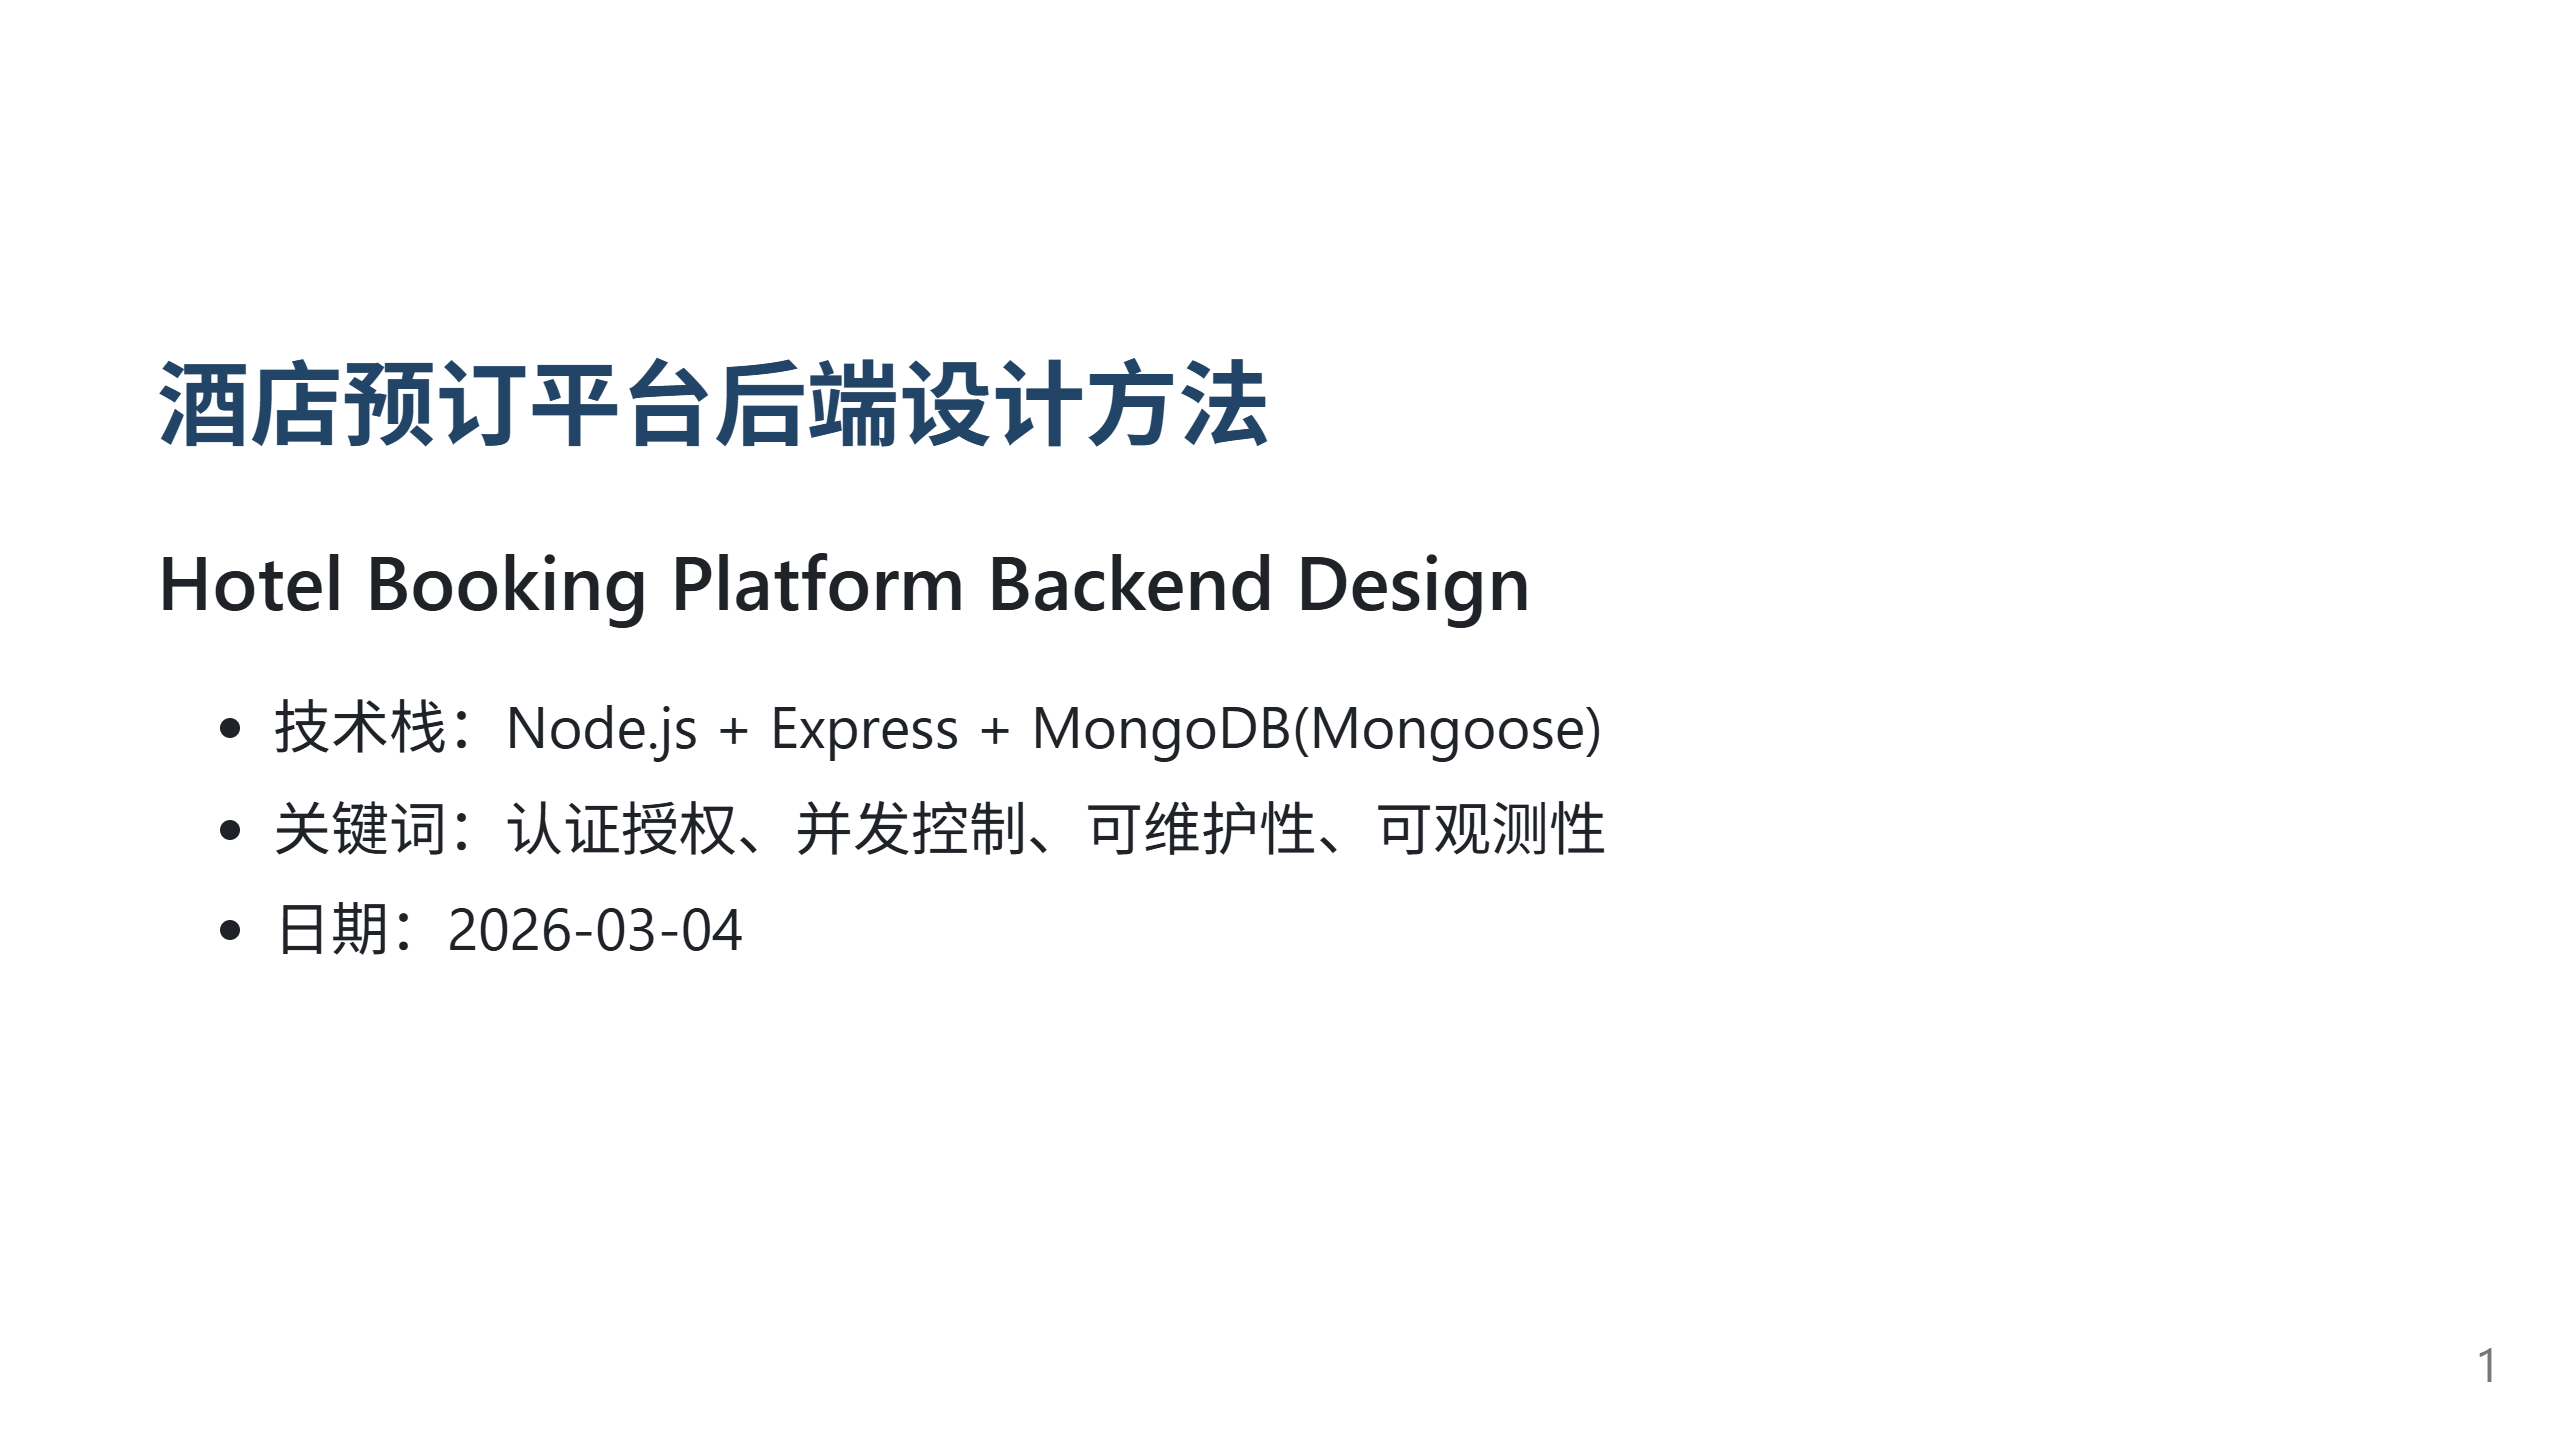 酒店预订平台后端设计方法
Hotel Booking Platform Backend Design
• 技术栈：Node.js + Express + MongoDB(Mongoose)
• 关键词：认证授权、并发控制、可维护性、可观测性
• 日期：2026-03-04
1